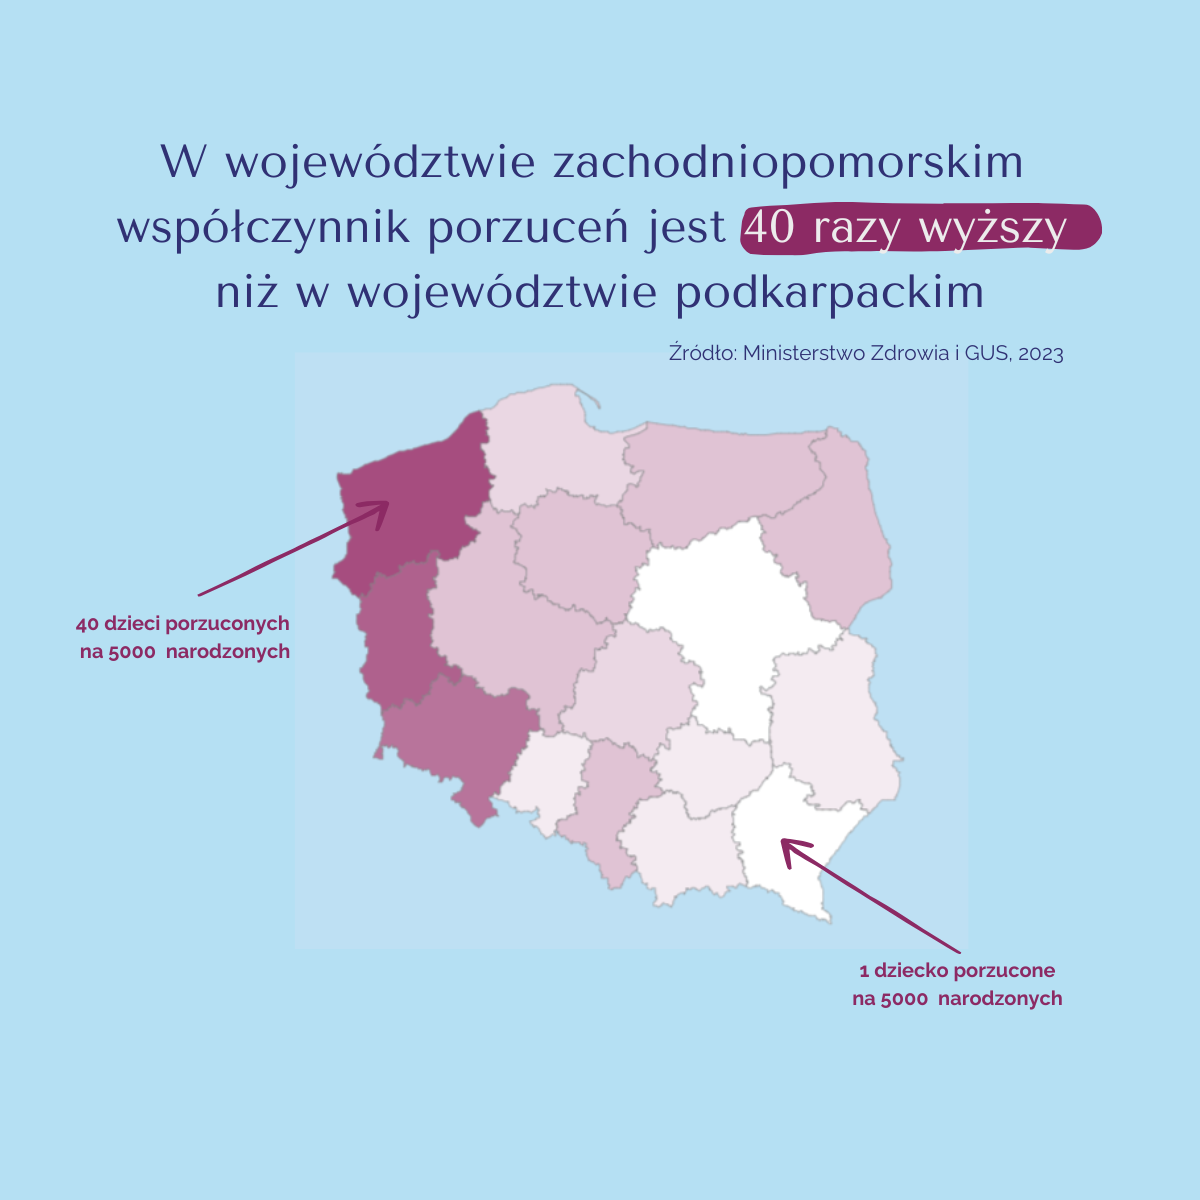 W województwie zachodniopomorskim
współczynnik porzuceń jest 40 razy wyższy
niż w województwie podkarpackim
Źródło: Ministerstwo Zdrowia i GUS, 2023
40 dzieci porzuconych
na 5000 narodzonych
1 dziecko porzucone
na 5000 narodzonych